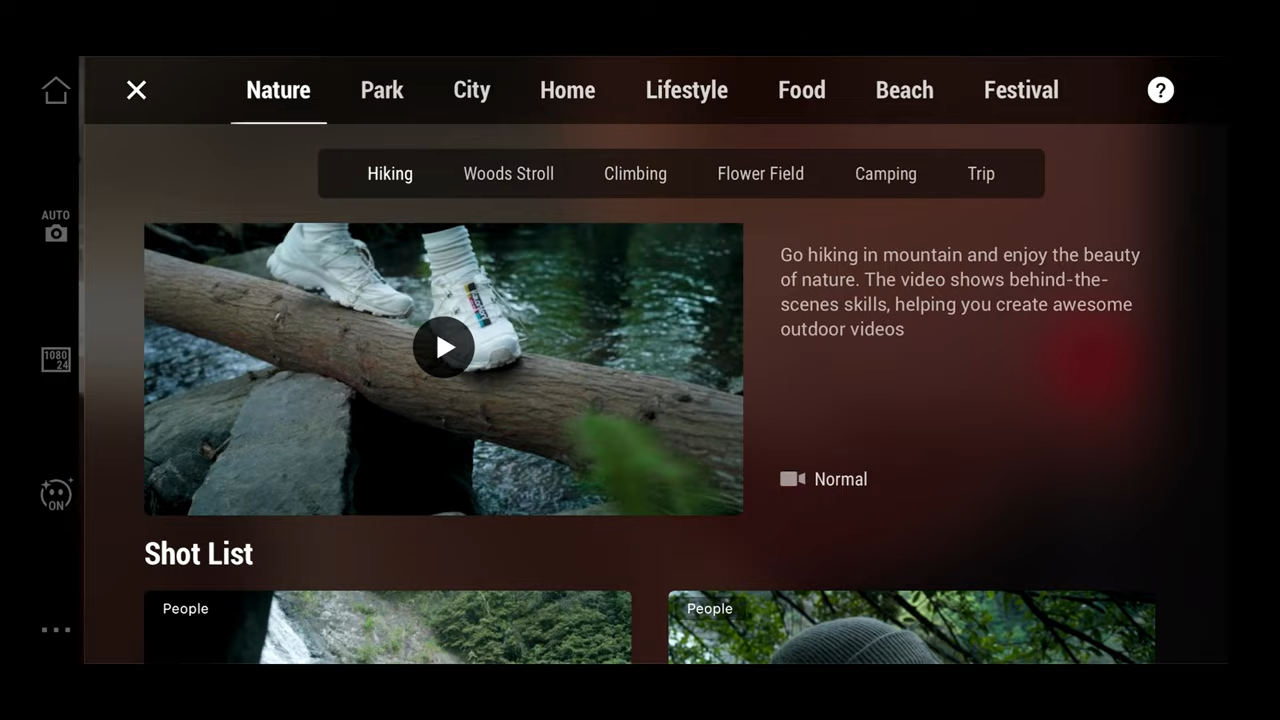 Nature Park City Home Lifestyle Food Beach Festival ?
Hiking Woods Stroll Climbing Flower Field Camping Trip
AUTO
1080
24
ON
Go hiking in mountain and enjoy the beauty
of nature. The video shows behind-the-
scenes skills, helping you create awesome
outdoor videos
Normal
Shot List
People
People